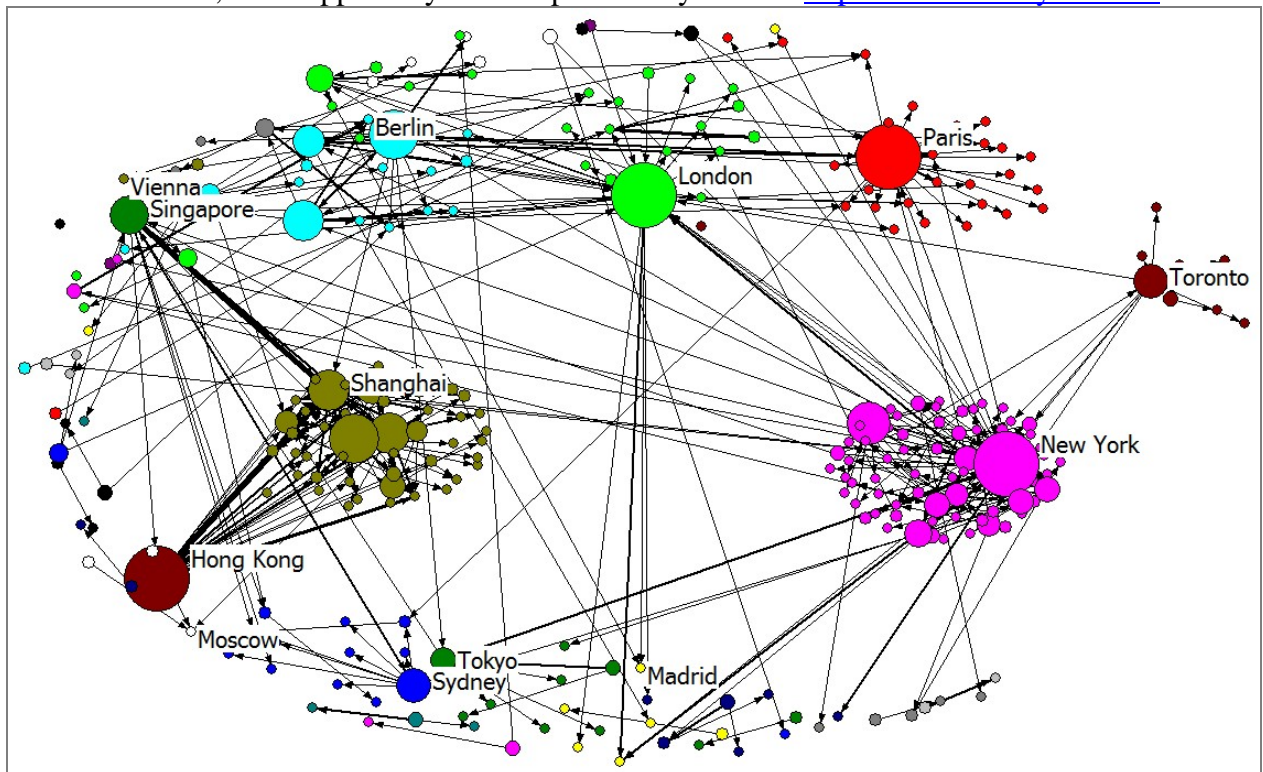 Berlin
Paris
London
Vienna
Singapore
Toronto
Shanghai
New York
Hong Kong
Moscow
Tokyo
Madrid
Sydney